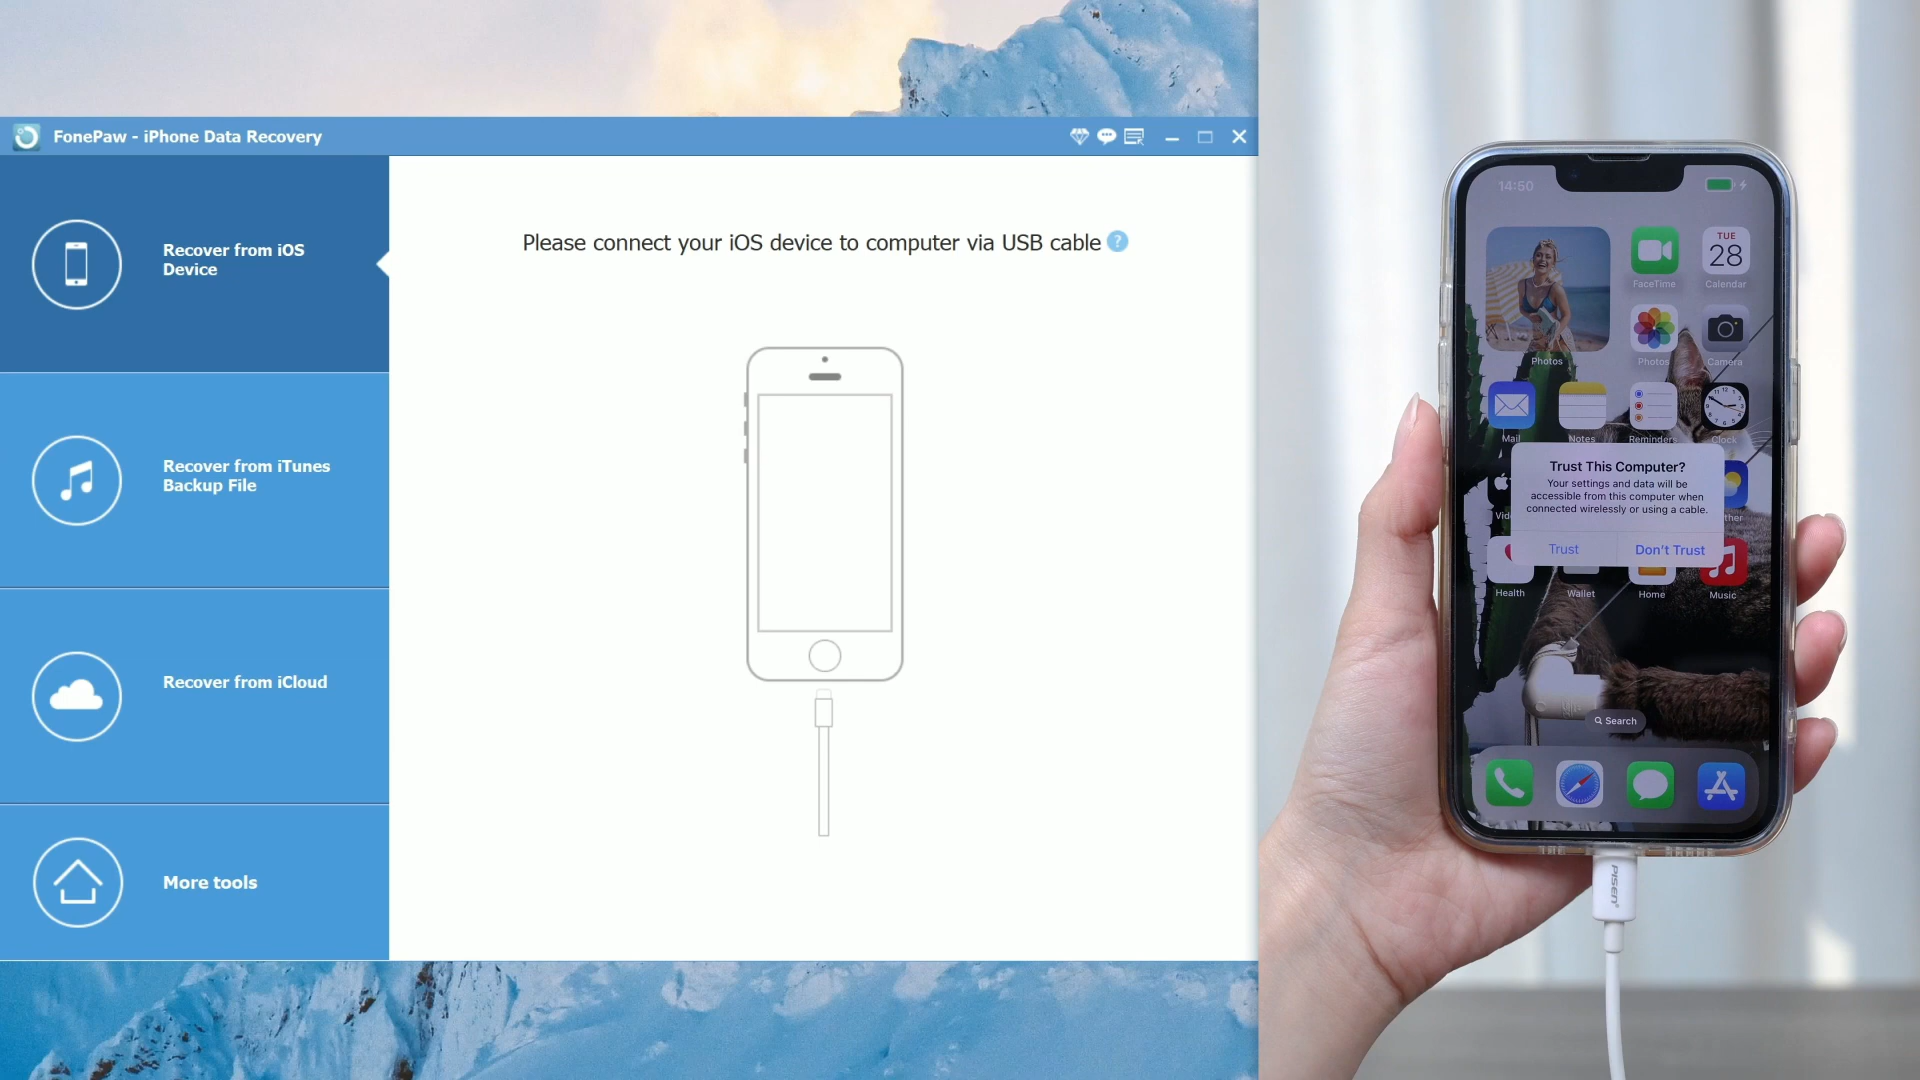 FonePaw - iPhone Data Recovery
Recover from iOS
Device
Recover from iTunes
Backup File
Recover from iCloud
More tools
Please connect your iOS device to computer via USB cable
?
14:50
Photos
FaceTime
TUE
28
Calendar
Photos
Camera
Mail
Notes
Reminders
Clock
Trust This Computer?
Your settings and data will be
accessible from this computer when
connected wirelessly or using a cable.
Trust
Don't Trust
Vid
ther
Health
Wallet
Home
Music
Search
PISEN